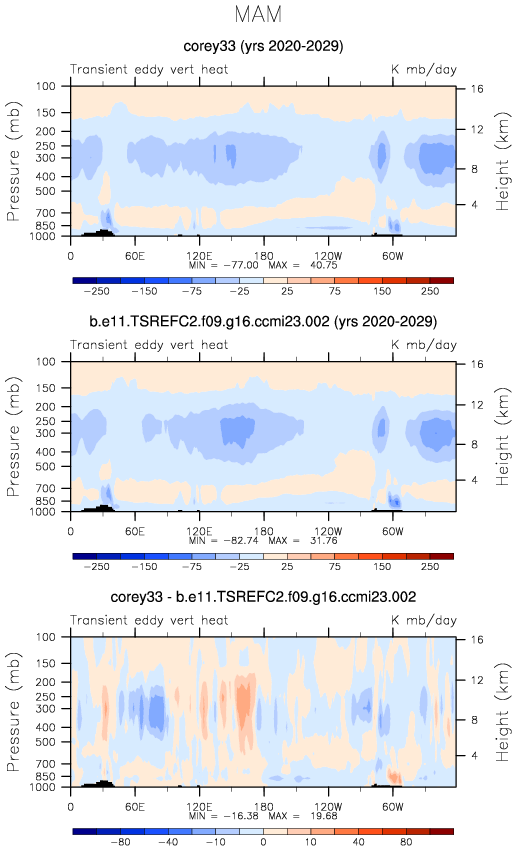 MAM
corey33 (yrs 2020-2029)
Transient eddy vert heat K mb/day
Pressure (mb)
100
150
200
250
300
400
500
700
850
1000
16
12
8
4
Height (km)
0 60E 120E 180 120W 60W
MIN = -77.00 MAX = 40.75
-250 -150 -75 -25 25 75 150 250
b.e11.TSREFC2.f09.g16.ccmi23.002 (yrs 2020-2029)
Transient eddy vert heat K mb/day
Pressure (mb)
100
150
200
250
300
400
500
700
850
1000
16
12
8
4
Height (km)
0 60E 120E 180 120W 60W
MIN = -82.74 MAX = 31.76
-250 -150 -75 -25 25 75 150 250
corey33 - b.e11.TSREFC2.f09.g16.ccmi23.002
Transient eddy vert heat K mb/day
Pressure (mb)
100
150
200
250
300
400
500
700
850
1000
16
12
8
4
Height (km)
0 60E 120E 180 120W 60W
MIN = -16.38 MAX = 19.68
-80 -40 -10 0 10 40 80